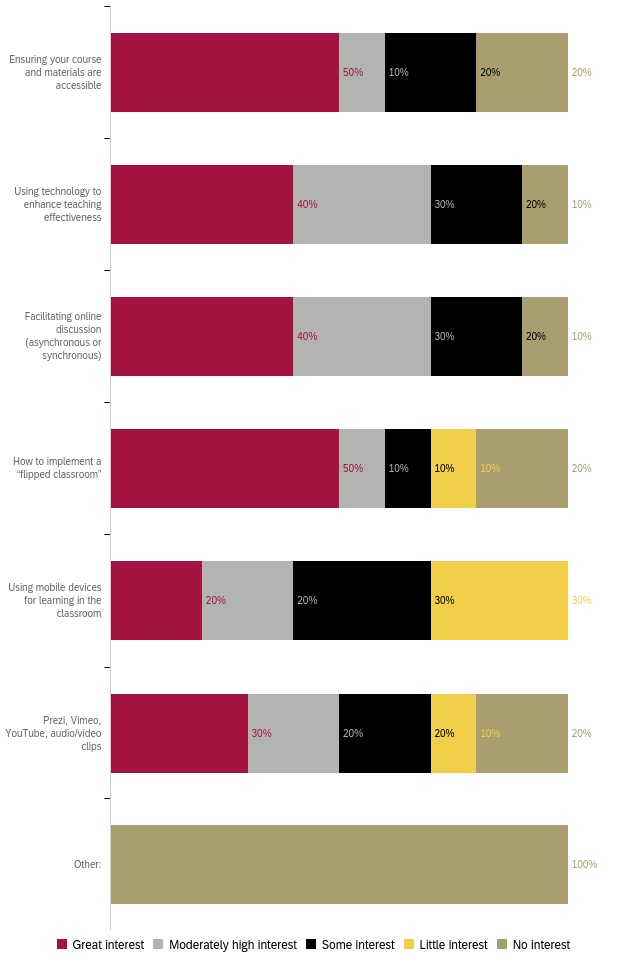 Ensuring your course
and materials are
accessible
50% 10% 20% 20%
Using technology to
enhance teaching
effectiveness
40% 30% 20% 10%
Facilitating online
discussion
(asynchronous or
synchronous)
40% 30% 20% 10%
How to implement a
“flipped classroom”
50% 10% 10% 10% 20%
Using mobile devices
for learning in the
classroom
20% 20% 30% 30%
Prezi, Vimeo,
YouTube, audio/video
clips
30% 20% 20% 10% 20%
Other:
100%
Great interest Moderately high interest Some interest Little interest No interest